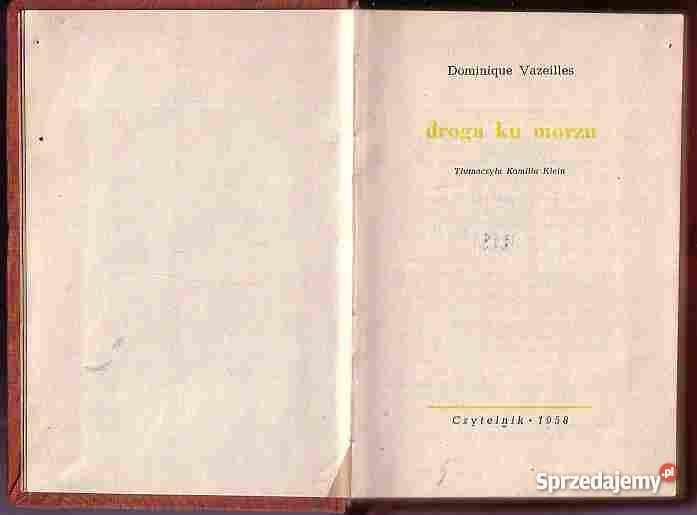 Dominique Vazeilles
droga ku morzu
Tłumaczyła Kamilla Klein
Czytelnik • 1958
Sprzedajemy.pl